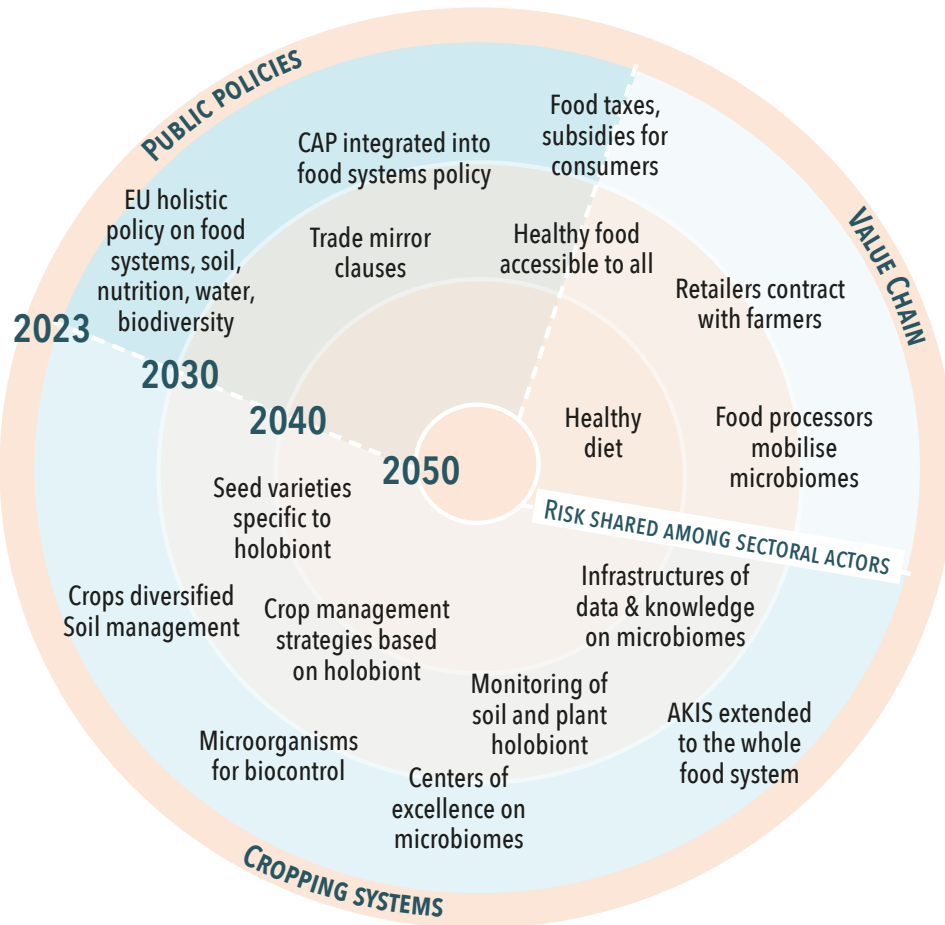 PUBLIC POLICIES
Food taxes,
subsidies for
consumers
CAP integrated into
food systems policy
EU holistic
policy on food
systems, soil,
nutrition, water,
biodiversity
Trade mirror
clauses
Healthy food
accessible to all
VALUE CHAIN
Retailers contract
with farmers
2023
2030
2040
2050
Healthy
diet
Food processors
mobilise
microbiomes
RISK SHARED AMONG SECTORAL ACTORS
Seed varieties
specific to
holobiont
Crops diversified
Soil management
Crop management
strategies based
on holobiont
Infrastructures of
data & knowledge
on microbiomes
Monitoring of
soil and plant
holobiont
AKIS extended
to the whole
food system
Microorganisms
for biocontrol
Centers of
excellence on
microbiomes
CROPPING SYSTEMS